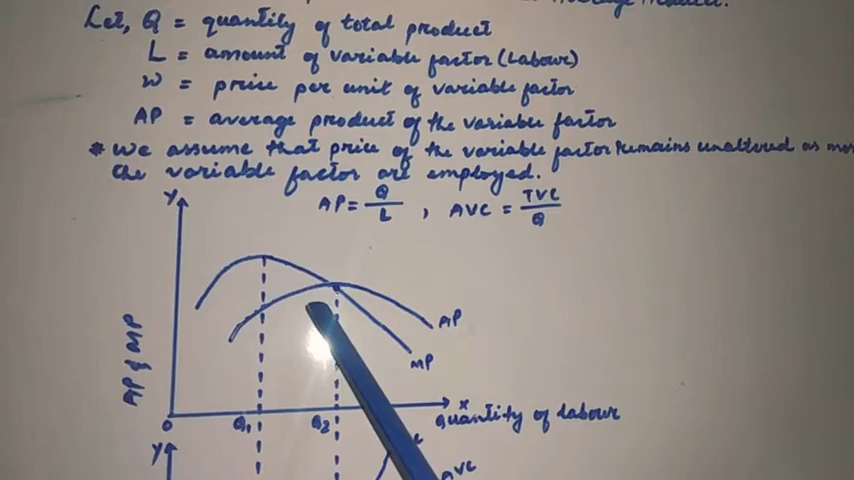 Product.
Let, Q = quantity of total product
L = amount of variable factor (Labour)
w = price per unit of variable factor
AP = average product of the variable factor
* We assume that price of the variable factor remains unaltered as mor
the variable factor are employed.
AP = Q/L , AVC = TVC/Q
Y
AP & MP
AP
MP
O
Q1
Q2
X
Quantity of labour
Y
C
AVC